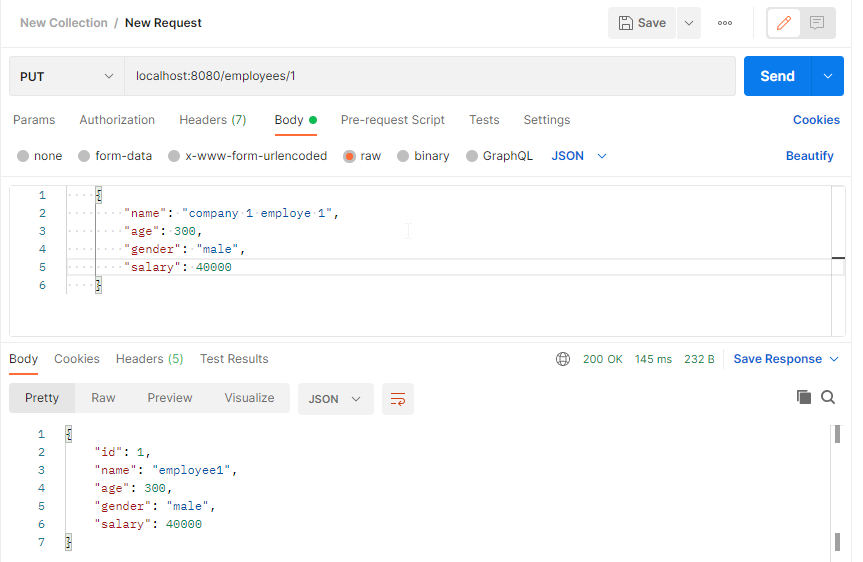 New Collection / New Request
Save
PUT
localhost:8080/employees/1
Send
Params Authorization Headers (7) Body Pre-request Script Tests Settings Cookies
none form-data x-www-form-urlencoded raw binary GraphQL JSON Beautify
1 {
2 "name": "company 1 employe 1",
3 "age": 300,
4 "gender": "male",
5 "salary": 40000
6 }
Body Cookies Headers (5) Test Results 200 OK 145 ms 232 B Save Response
Pretty Raw Preview Visualize JSON
1 {
2 "id": 1,
3 "name": "employee1",
4 "age": 300,
5 "gender": "male",
6 "salary": 40000
7 }